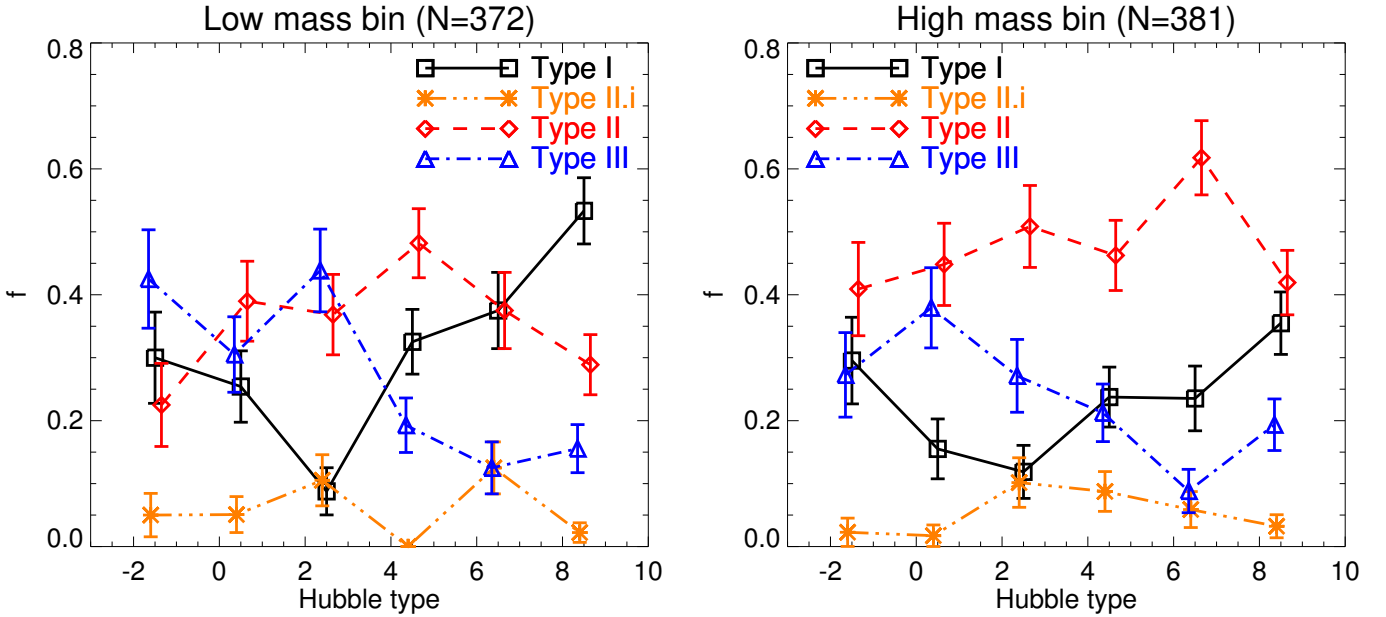 Low mass bin (N=372)
0.8
0.6
0.4
0.2
0.0
f
Type I
Type II.i
Type II
Type III
-2 0 2 4 6 8 10
Hubble type
High mass bin (N=381)
0.8
0.6
0.4
0.2
0.0
f
Type I
Type II.i
Type II
Type III
-2 0 2 4 6 8 10
Hubble type